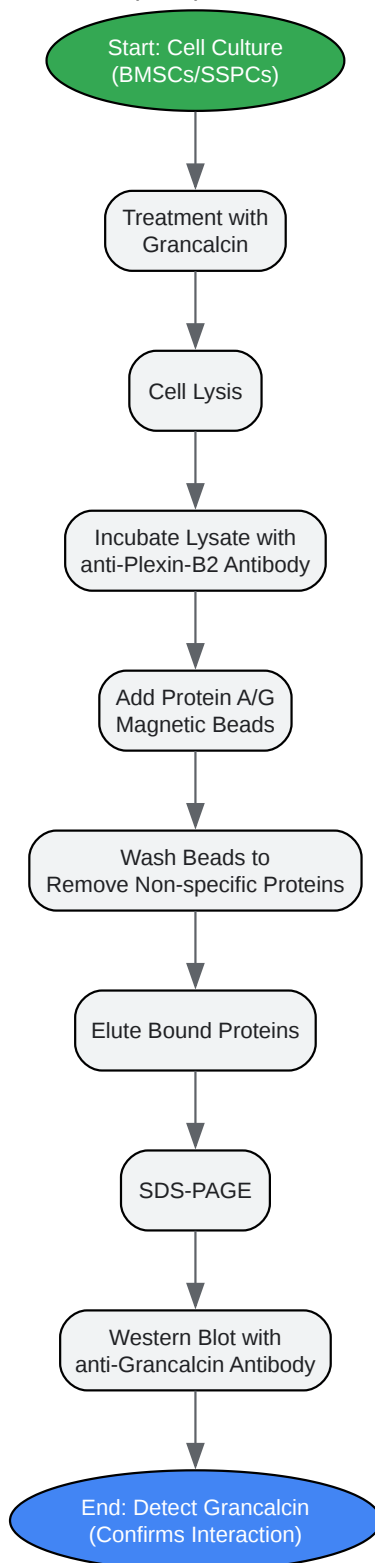 Start: Cell Culture
(BMSCs/SSPCs)
Treatment with
Grancalcin
Cell Lysis
Incubate Lysate with
anti-Plexin-B2 Antibody
Add Protein A/G
Magnetic Beads
Wash Beads to
Remove Non-specific Proteins
Elute Bound Proteins
SDS-PAGE
Western Blot with
anti-Grancalcin Antibody
End: Detect Grancalcin
(Confirms Interaction)